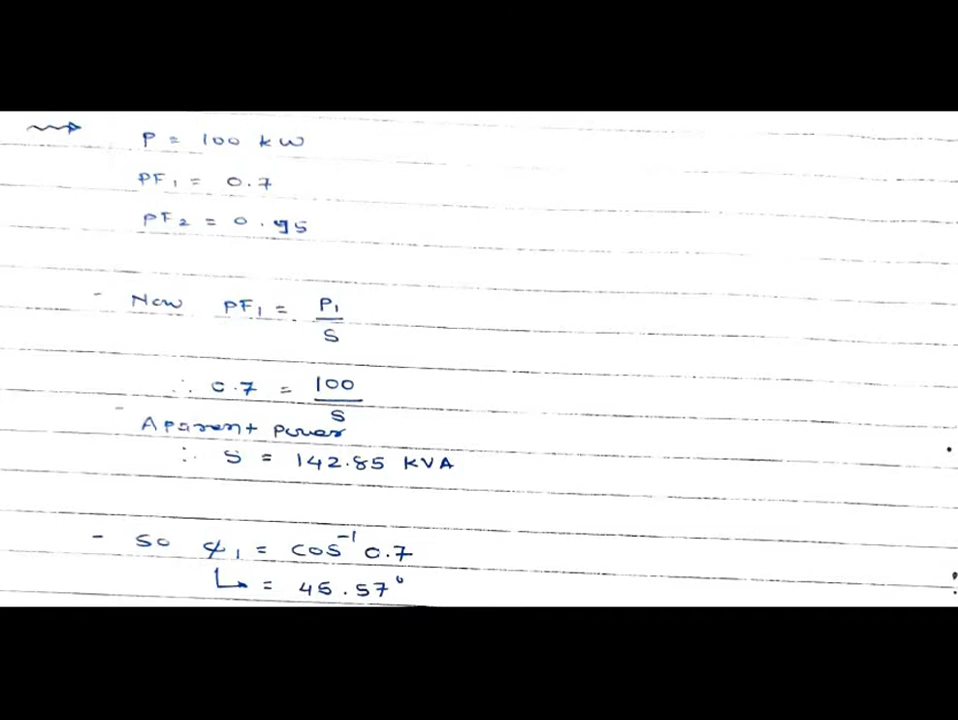 P = 100 kW
PF₁ = 0.7
PF₂ = 0.95
- Now PF₁ = P₁/S
∴ 0.7 = 100/S
- Aparent power
∴ S = 142.85 KVA
- So φ₁ = cos⁻¹ 0.7
↳ = 45.57°